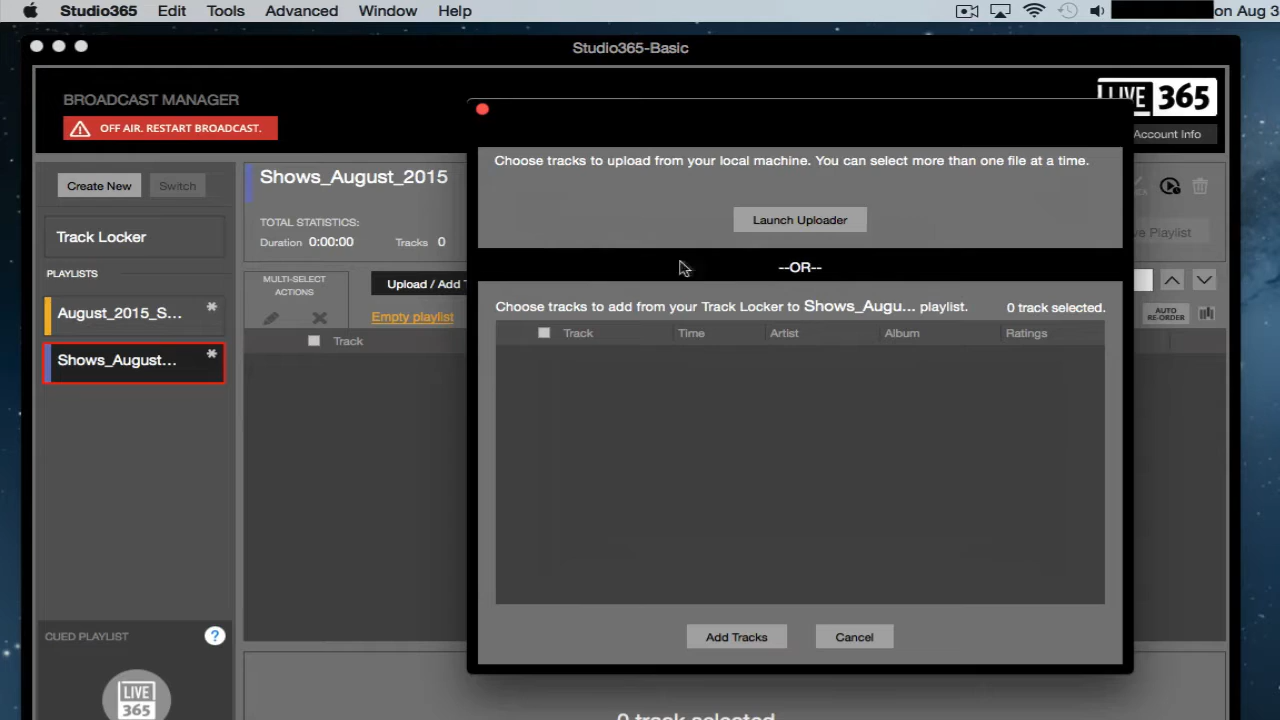 Studio365 Edit Tools Advanced Window Help on Aug 3
Studio365-Basic
BROADCAST MANAGER
OFF AIR. RESTART BROADCAST.
LIVE 365
Account Info
Create New Switch
Track Locker
PLAYLISTS
August_2015_S... *
Shows_August... *
CUED PLAYLIST ?
LIVE
365
Shows_August_2015
TOTAL STATISTICS:
Duration 0:00:00 Tracks 0
MULTI-SELECT
ACTIONS
Upload / Add T
Empty playlist
Track
Playlist
AUTO
RE-ORDER
Choose tracks to upload from your local machine. You can select more than one file at a time.
Launch Uploader
--OR--
Choose tracks to add from your Track Locker to Shows_Augu... playlist. 0 track selected.
Track Time Artist Album Ratings
Add Tracks Cancel
0 track selected